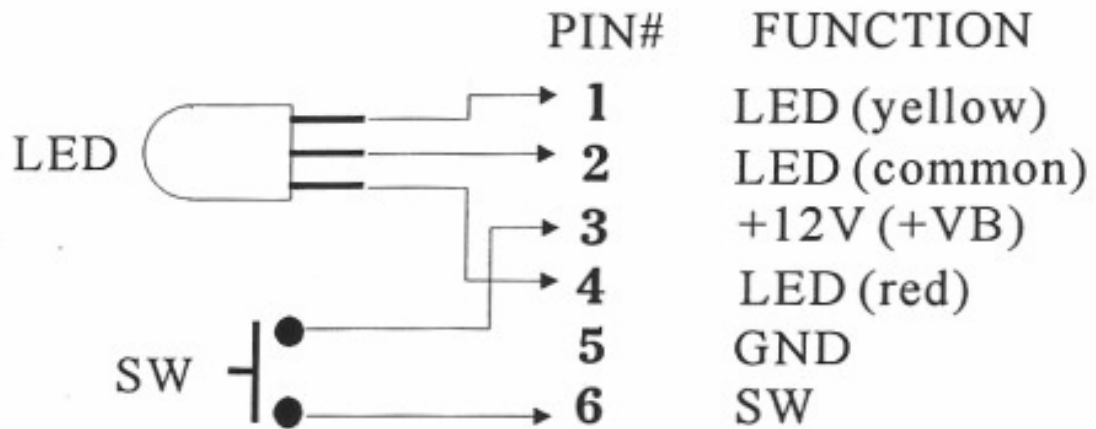 PIN# FUNCTION
1 LED (yellow)
LED
2 LED (common)
3 +12V (+VB)
4 LED (red)
5 GND
SW
6 SW